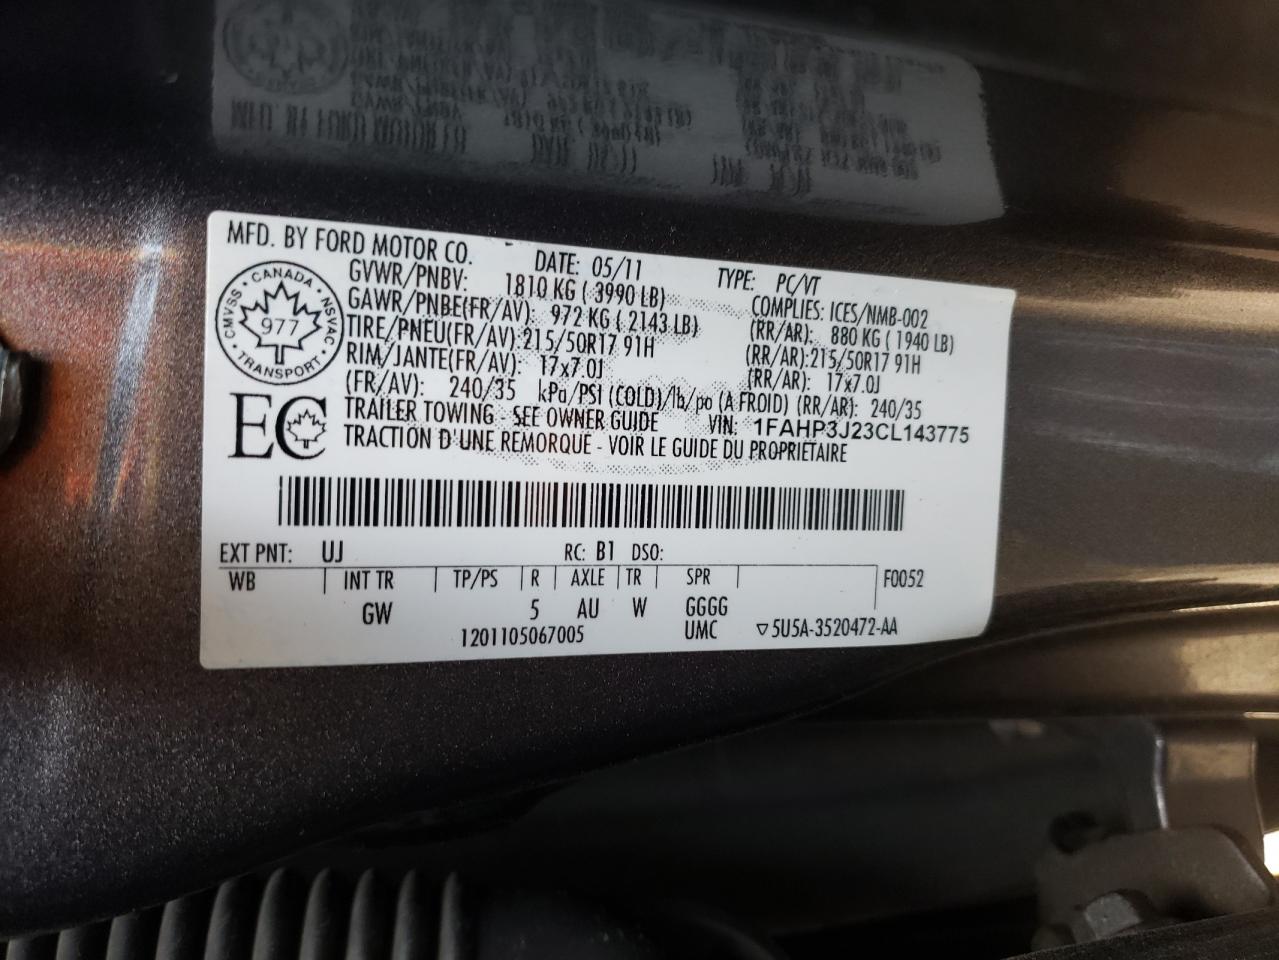 MFD. BY FORD MOTOR CO. DATE: 05/11 TYPE: PC/VT
GVWR/PNBV: 1810 KG ( 3990 LB) COMPLIES: ICES/NMB-002
GAWR/PNBE(FR/AV): 972 KG ( 2143 LB) (RR/AR): 880 KG ( 1940 LB)
TIRE/PNEU(FR/AV):215/50R17 91H (RR/AR):215/50R17 91H
RIM/JANTE(FR/AV): 17x7.0J (RR/AR): 17x7.0J
(FR/AV): 240/35 kPa/PSI (COLD)/lb/po (A FROID) (RR/AR): 240/35
TRAILER TOWING - SEE OWNER GUIDE VIN: 1FAHP3J23CL143775
TRACTION D'UNE REMORQUE - VOIR LE GUIDE DU PROPRIETAIRE
CANADA
CMVSS · NSVAC
977
TRANSPORT
EC
EXT PNT: UJ RC: B1 DSO:
WB INT TR TP/PS R AXLE TR SPR F0052
GW 5 AU W GGGG
1201105067005 UMC ▽5U5A-3520472-AA